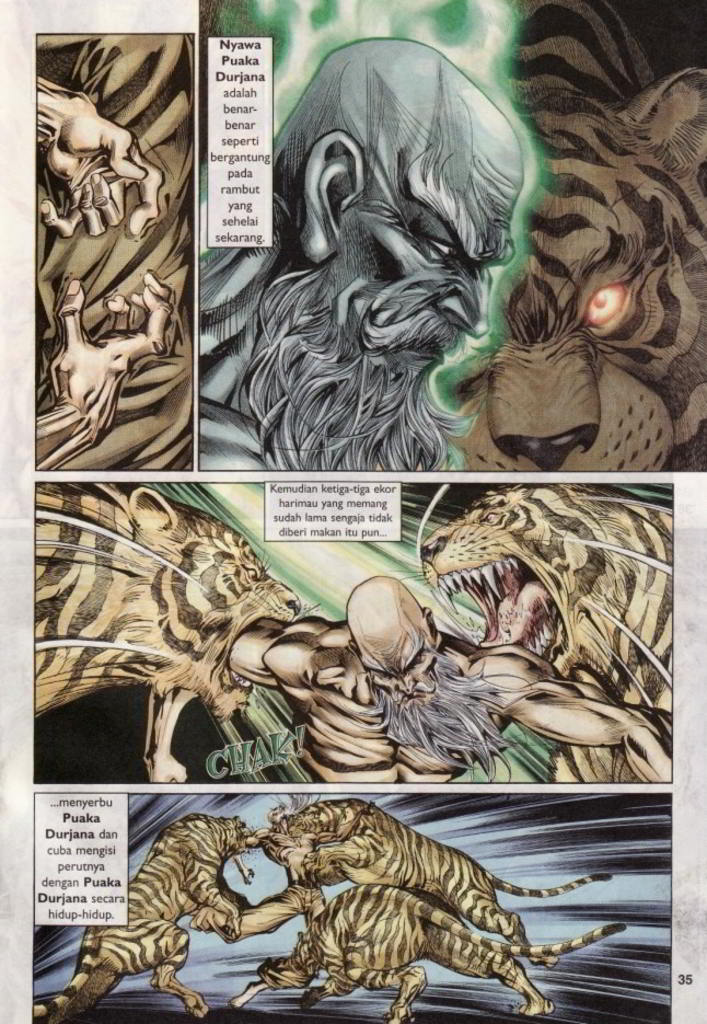 Nyawa
Puaka
Durjana
adalah
benar-
benar
seperti
bergantung
pada
rambut
yang
sehelai
sekarang.
Kemudian ketiga-tiga ekor
harimau yang memang
sudah lama sengaja tidak
diberi makan itu pun...
CHAK!
...menyerbu
Puaka
Durjana dan
cuba mengisi
perutnya
dengan Puaka
Durjana secara
hidup-hidup.
35